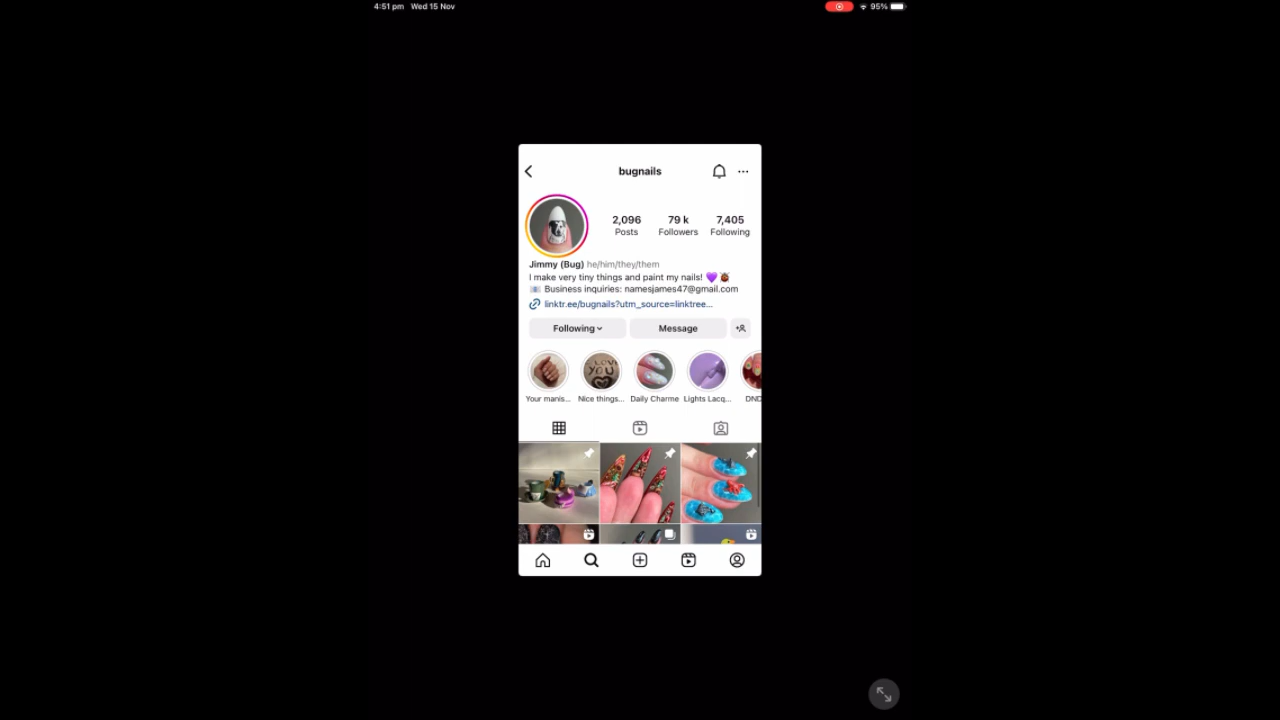 4:51 pm Wed 15 Nov 95%
bugnails
2,096 79 k 7,405
Posts Followers Following
Jimmy (Bug) he/him/they/them
I make very tiny things and paint my nails! 💜 🐞
📧 Business inquiries: namesjames47@gmail.com
linktr.ee/bugnails?utm_source=linktree...
Following Message
LOVE
YOU
Your manis... Nice things... Daily Charme Lights Lacq... DND